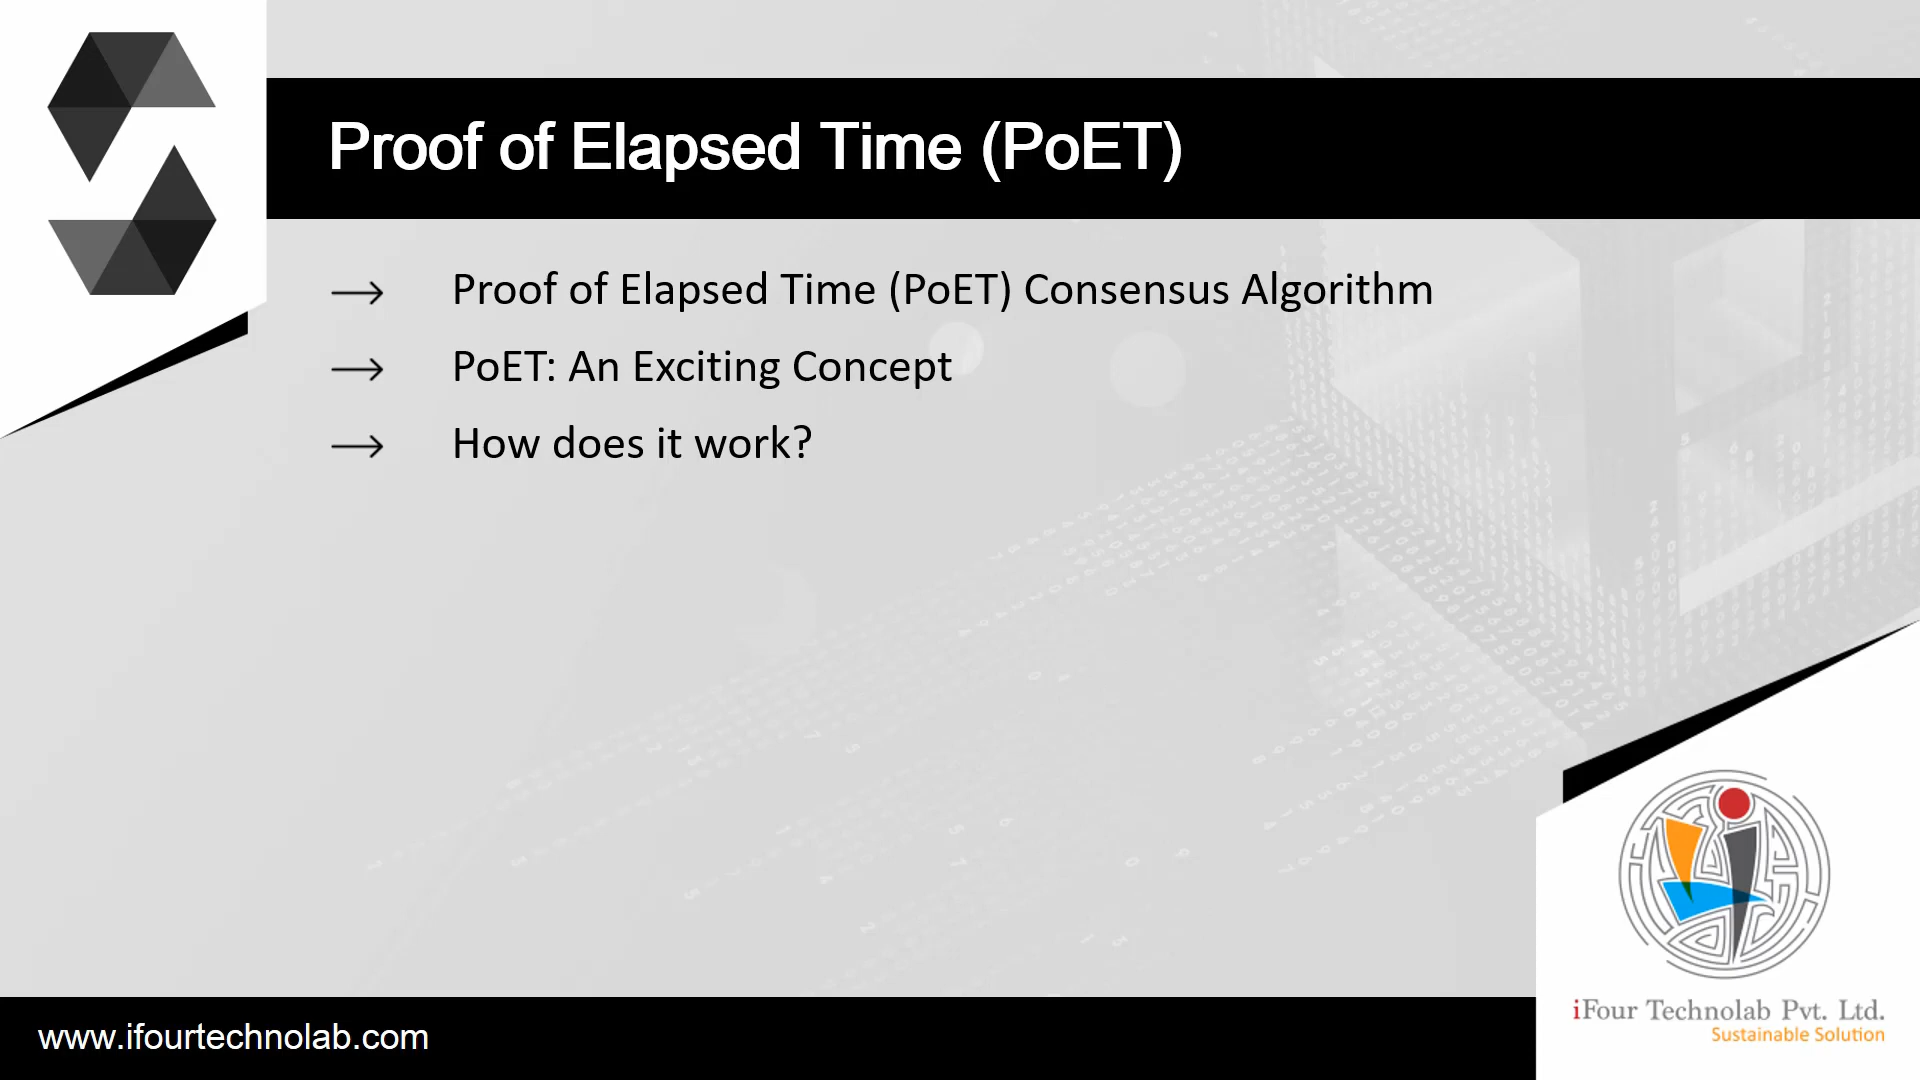 Proof of Elapsed Time (PoET)
Proof of Elapsed Time (PoET) Consensus Algorithm
PoET: An Exciting Concept
How does it work?
www.ifourtechnolab.com
iFour Technolab Pvt. Ltd.
Sustainable Solution